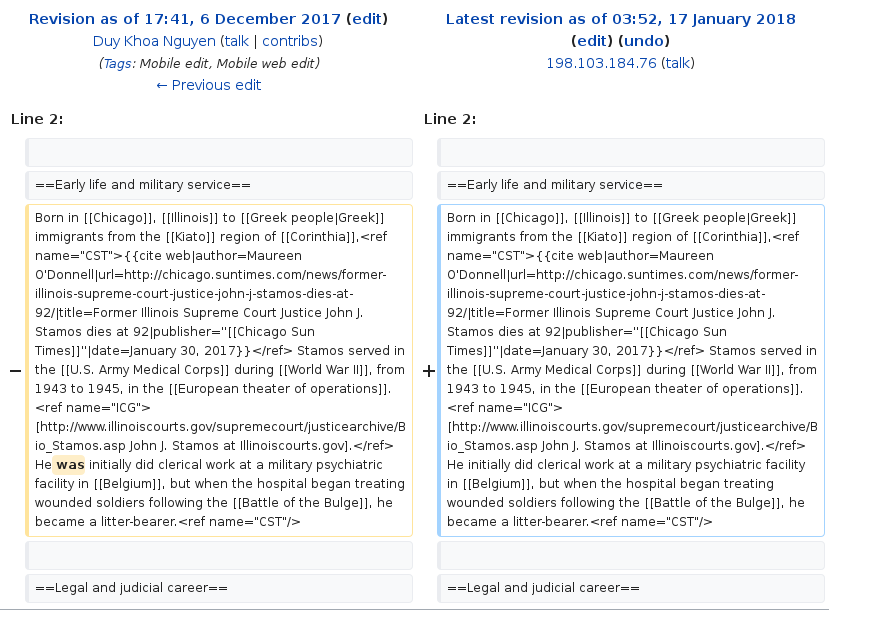 Revision as of 17:41, 6 December 2017 (edit)
Duy Khoa Nguyen (talk | contribs)
(Tags: Mobile edit, Mobile web edit)
← Previous edit
Latest revision as of 03:52, 17 January 2018
(edit) (undo)
198.103.184.76 (talk)
Line 2:
Line 2:
==Early life and military service==
==Early life and military service==
−
Born in [[Chicago]], [[Illinois]] to [[Greek people|Greek]]
immigrants from the [[Kiato]] region of [[Corinthia]],<ref
name="CST">{{cite web|author=Maureen
O'Donnell|url=http://chicago.suntimes.com/news/former-
illinois-supreme-court-justice-john-j-stamos-dies-at-
92/|title=Former Illinois Supreme Court Justice John J.
Stamos dies at 92|publisher=''[[Chicago Sun
Times]]''|date=January 30, 2017}}</ref> Stamos served in
the [[U.S. Army Medical Corps]] during [[World War II]], from
1943 to 1945, in the [[European theater of operations]].
<ref name="ICG">
[http://www.illinoiscourts.gov/supremecourt/justicearchive/B
io_Stamos.asp John J. Stamos at Illinoiscourts.gov].</ref>
He was initially did clerical work at a military psychiatric
facility in [[Belgium]], but when the hospital began treating
wounded soldiers following the [[Battle of the Bulge]], he
became a litter-bearer.<ref name="CST"/>
+
Born in [[Chicago]], [[Illinois]] to [[Greek people|Greek]]
immigrants from the [[Kiato]] region of [[Corinthia]],<ref
name="CST">{{cite web|author=Maureen
O'Donnell|url=http://chicago.suntimes.com/news/former-
illinois-supreme-court-justice-john-j-stamos-dies-at-
92/|title=Former Illinois Supreme Court Justice John J.
Stamos dies at 92|publisher=''[[Chicago Sun
Times]]''|date=January 30, 2017}}</ref> Stamos served in
the [[U.S. Army Medical Corps]] during [[World War II]], from
1943 to 1945, in the [[European theater of operations]].
<ref name="ICG">
[http://www.illinoiscourts.gov/supremecourt/justicearchive/B
io_Stamos.asp John J. Stamos at Illinoiscourts.gov].</ref>
He initially did clerical work at a military psychiatric
facility in [[Belgium]], but when the hospital began treating
wounded soldiers following the [[Battle of the Bulge]], he
became a litter-bearer.<ref name="CST"/>
==Legal and judicial career==
==Legal and judicial career==